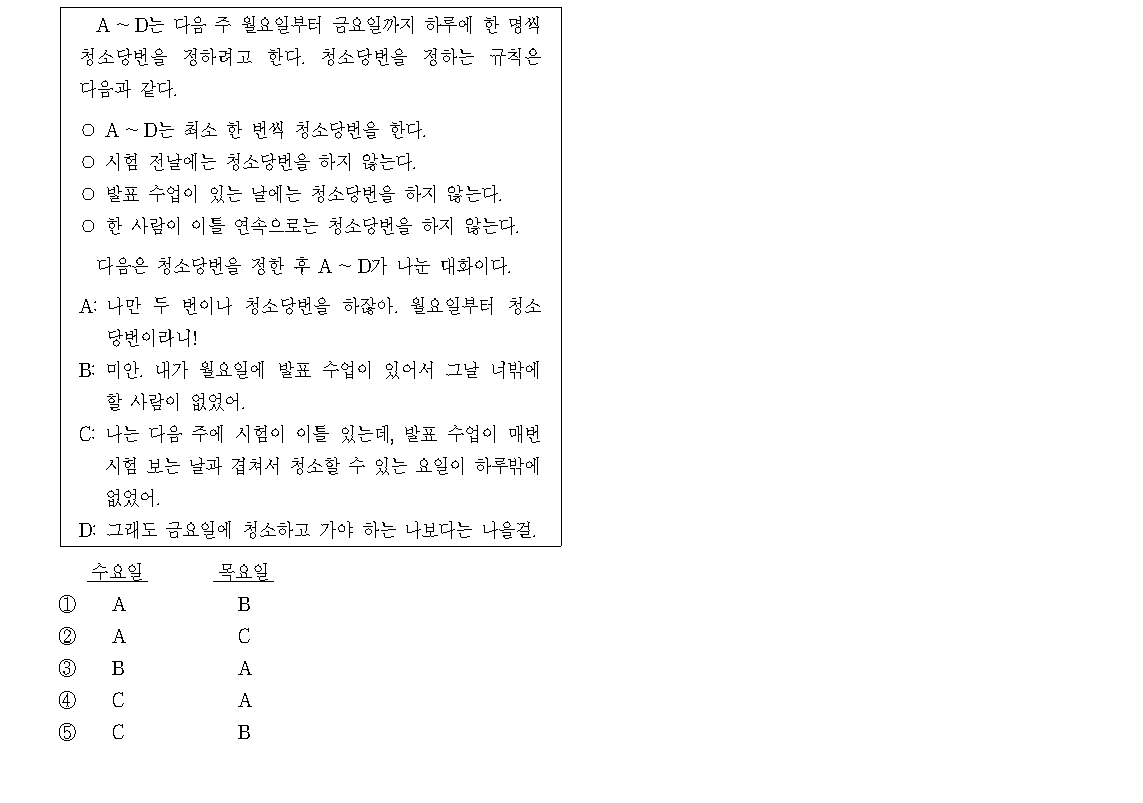 A ~ D는 다음 주 월요일부터 금요일까지 하루에 한 명씩
청소당번을 정하려고 한다. 청소당번을 정하는 규칙은
다음과 같다.
○ A ~ D는 최소 한 번씩 청소당번을 한다.
○ 시험 전날에는 청소당번을 하지 않는다.
○ 발표 수업이 있는 날에는 청소당번을 하지 않는다.
○ 한 사람이 이틀 연속으로는 청소당번을 하지 않는다.
다음은 청소당번을 정한 후 A ~ D가 나눈 대화이다.
A: 나만 두 번이나 청소당번을 하잖아. 월요일부터 청소
당번이라니!
B: 미안. 내가 월요일에 발표 수업이 있어서 그날 너밖에
할 사람이 없었어.
C: 나는 다음 주에 시험이 이틀 있는데, 발표 수업이 매번
시험 보는 날과 겹쳐서 청소할 수 있는 요일이 하루밖에
없었어.
D: 그래도 금요일에 청소하고 가야 하는 나보다는 나을걸.
수요일 목요일
① A B
② A C
③ B A
④ C A
⑤ C B